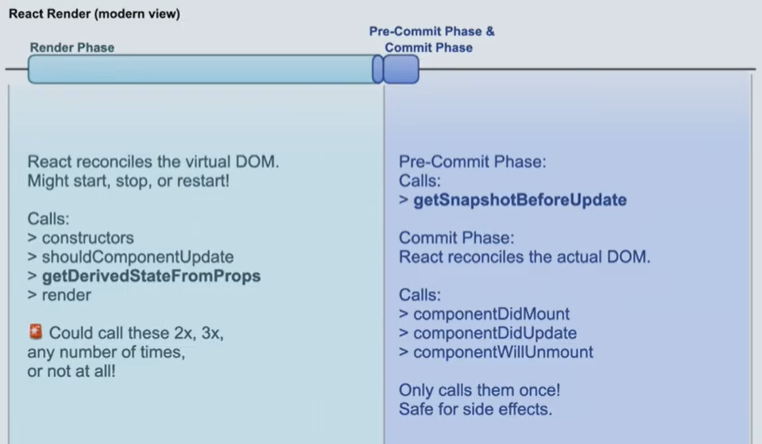 React Render (modern view)
Render Phase
Pre-Commit Phase &
Commit Phase
React reconciles the virtual DOM.
Might start, stop, or restart!
Calls:
> constructors
> shouldComponentUpdate
> getDerivedStateFromProps
> render
🚨 Could call these 2x, 3x,
any number of times,
or not at all!
Pre-Commit Phase:
Calls:
> getSnapshotBeforeUpdate
Commit Phase:
React reconciles the actual DOM.
Calls:
> componentDidMount
> componentDidUpdate
> componentWillUnmount
Only calls them once!
Safe for side effects.